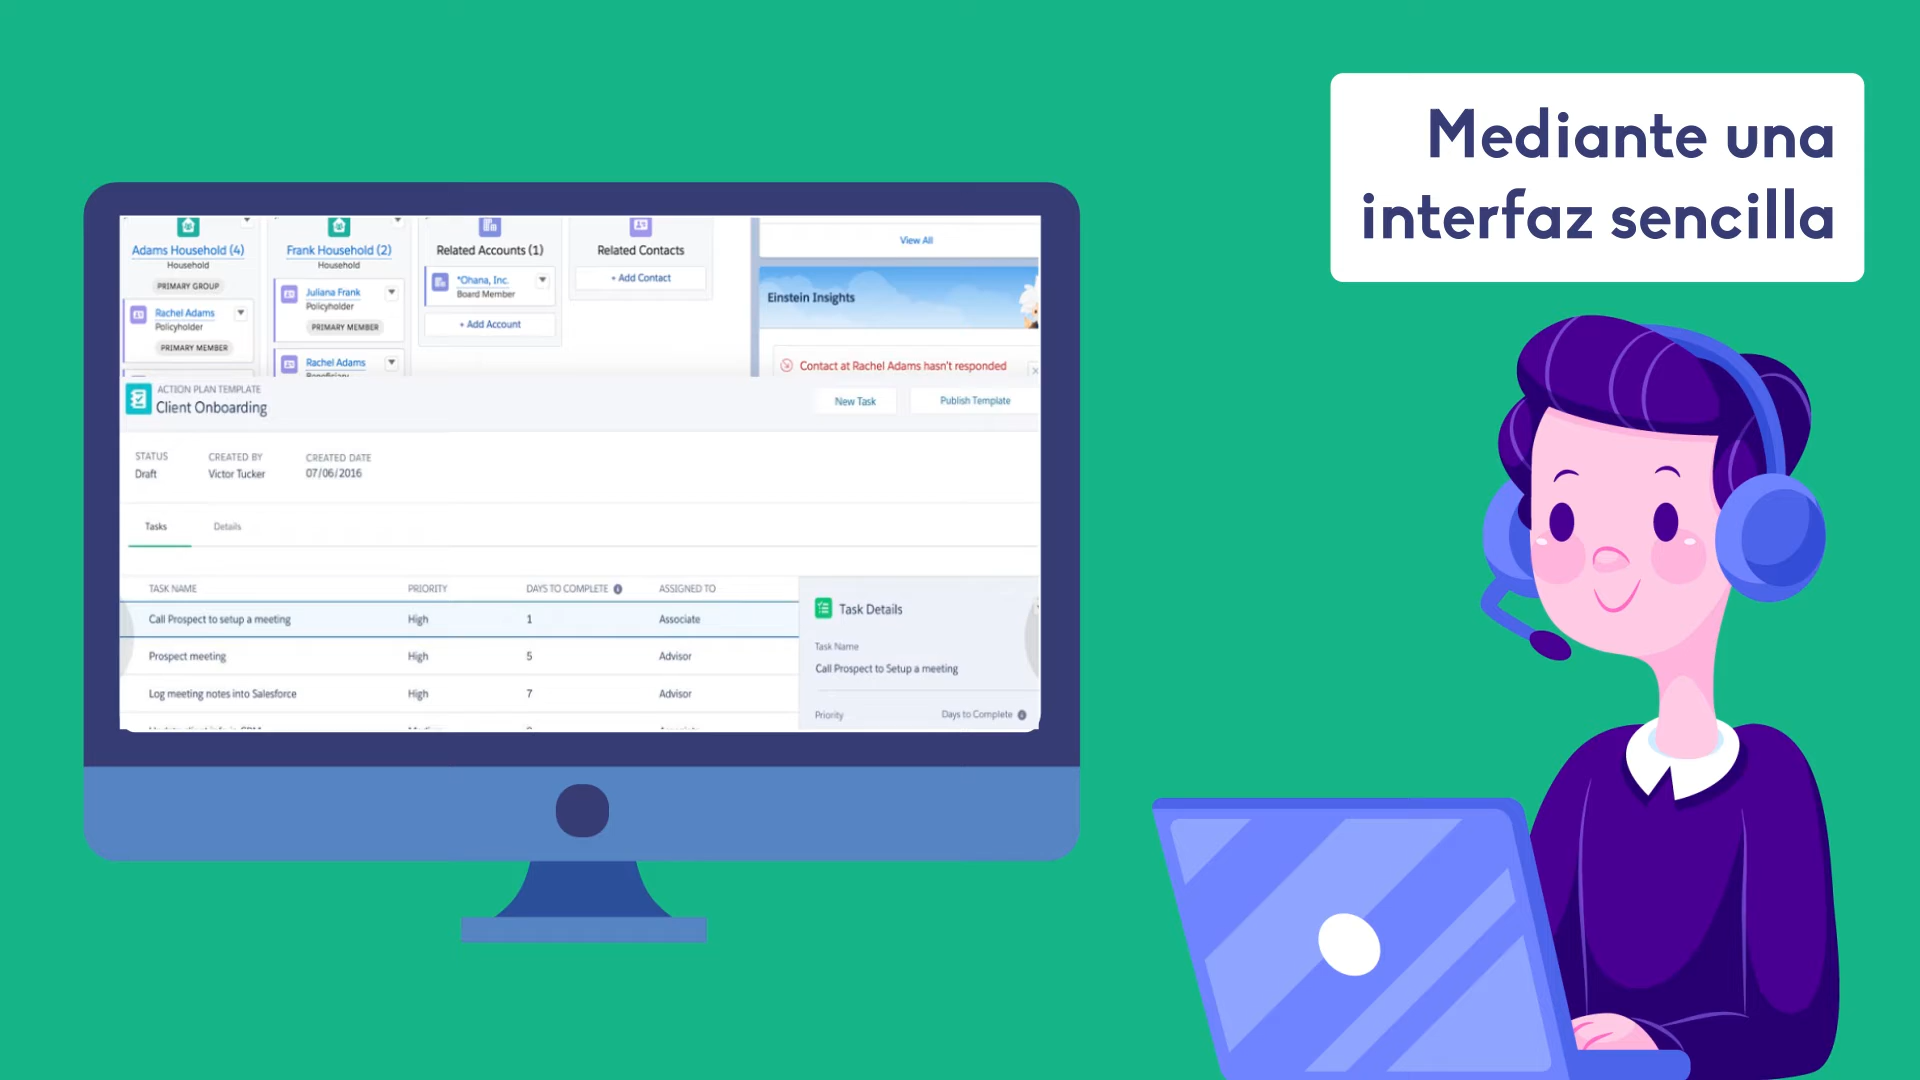 Mediante una
interfaz sencilla
Adams Household (4)
Household
PRIMARY GROUP
Rachel Adams
Policyholder
PRIMARY MEMBER
Frank Household (2)
Household
Juliana Frank
Policyholder
PRIMARY MEMBER
Rachel Adams
Related Accounts (1)
*Ohana, Inc.
Board Member
+ Add Account
Related Contacts
+ Add Contact
View All
Einstein Insights
Contact at Rachel Adams hasn't responded
ACTION PLAN TEMPLATE
Client Onboarding
New Task
Publish Template
STATUS
Draft
CREATED BY
Victor Tucker
CREATED DATE
07/06/2016
Tasks
Details
TASK NAME PRIORITY DAYS TO COMPLETE ASSIGNED TO
Call Prospect to setup a meeting High 1 Associate
Prospect meeting High 5 Advisor
Log meeting notes into Salesforce High 7 Advisor
Task Details
Task Name
Call Prospect to Setup a meeting
Priority
Days to Complete